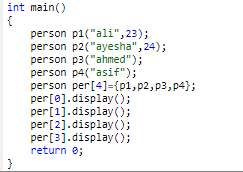 int main()
{
    person p1("ali",23);
    person p2("ayesha",24);
    person p3("ahmed");
    person p4("asif");
    person per[4]={p1,p2,p3,p4};
    per[0].display();
    per[1].display();
    per[2].display();
    per[3].display();
    return 0;
}